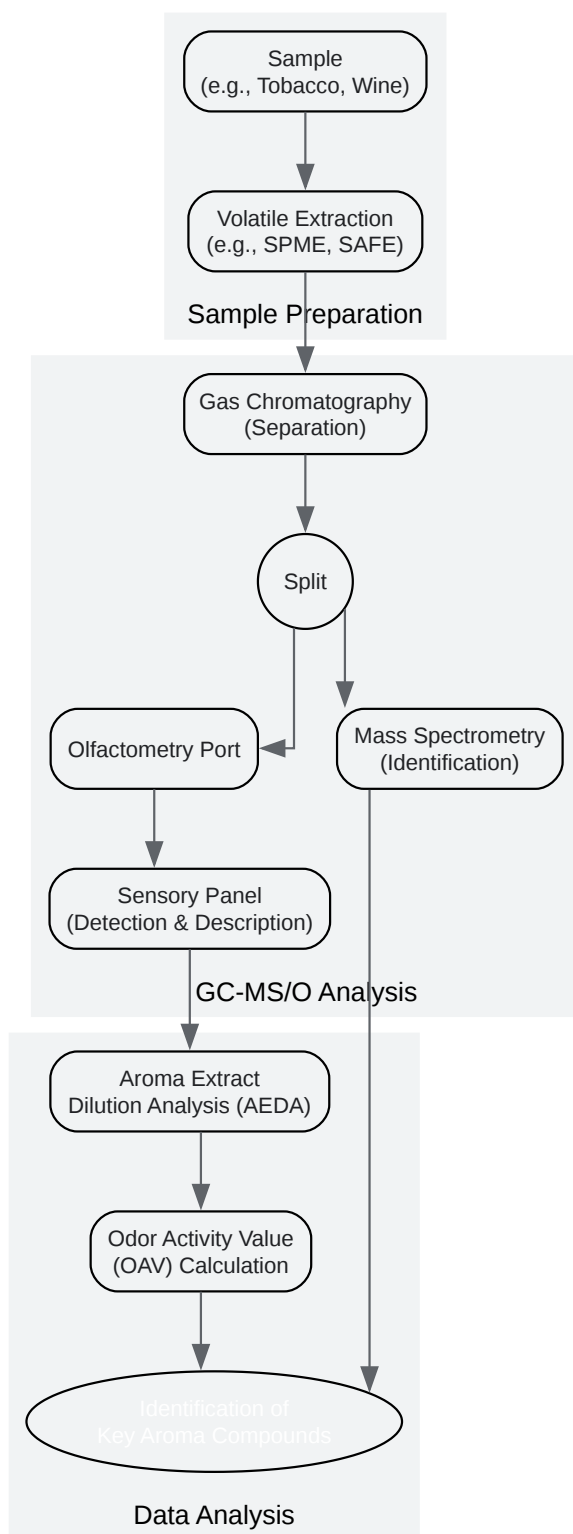 Sample
(e.g., Tobacco, Wine)
Volatile Extraction
(e.g., SPME, SAFE)
Sample Preparation
Gas Chromatography
(Separation)
Split
Olfactometry Port
Mass Spectrometry
(Identification)
Sensory Panel
(Detection & Description)
GC-MS/O Analysis
Aroma Extract
Dilution Analysis (AEDA)
Odor Activity Value
(OAV) Calculation
Identification of
Key Aroma Compounds
Data Analysis